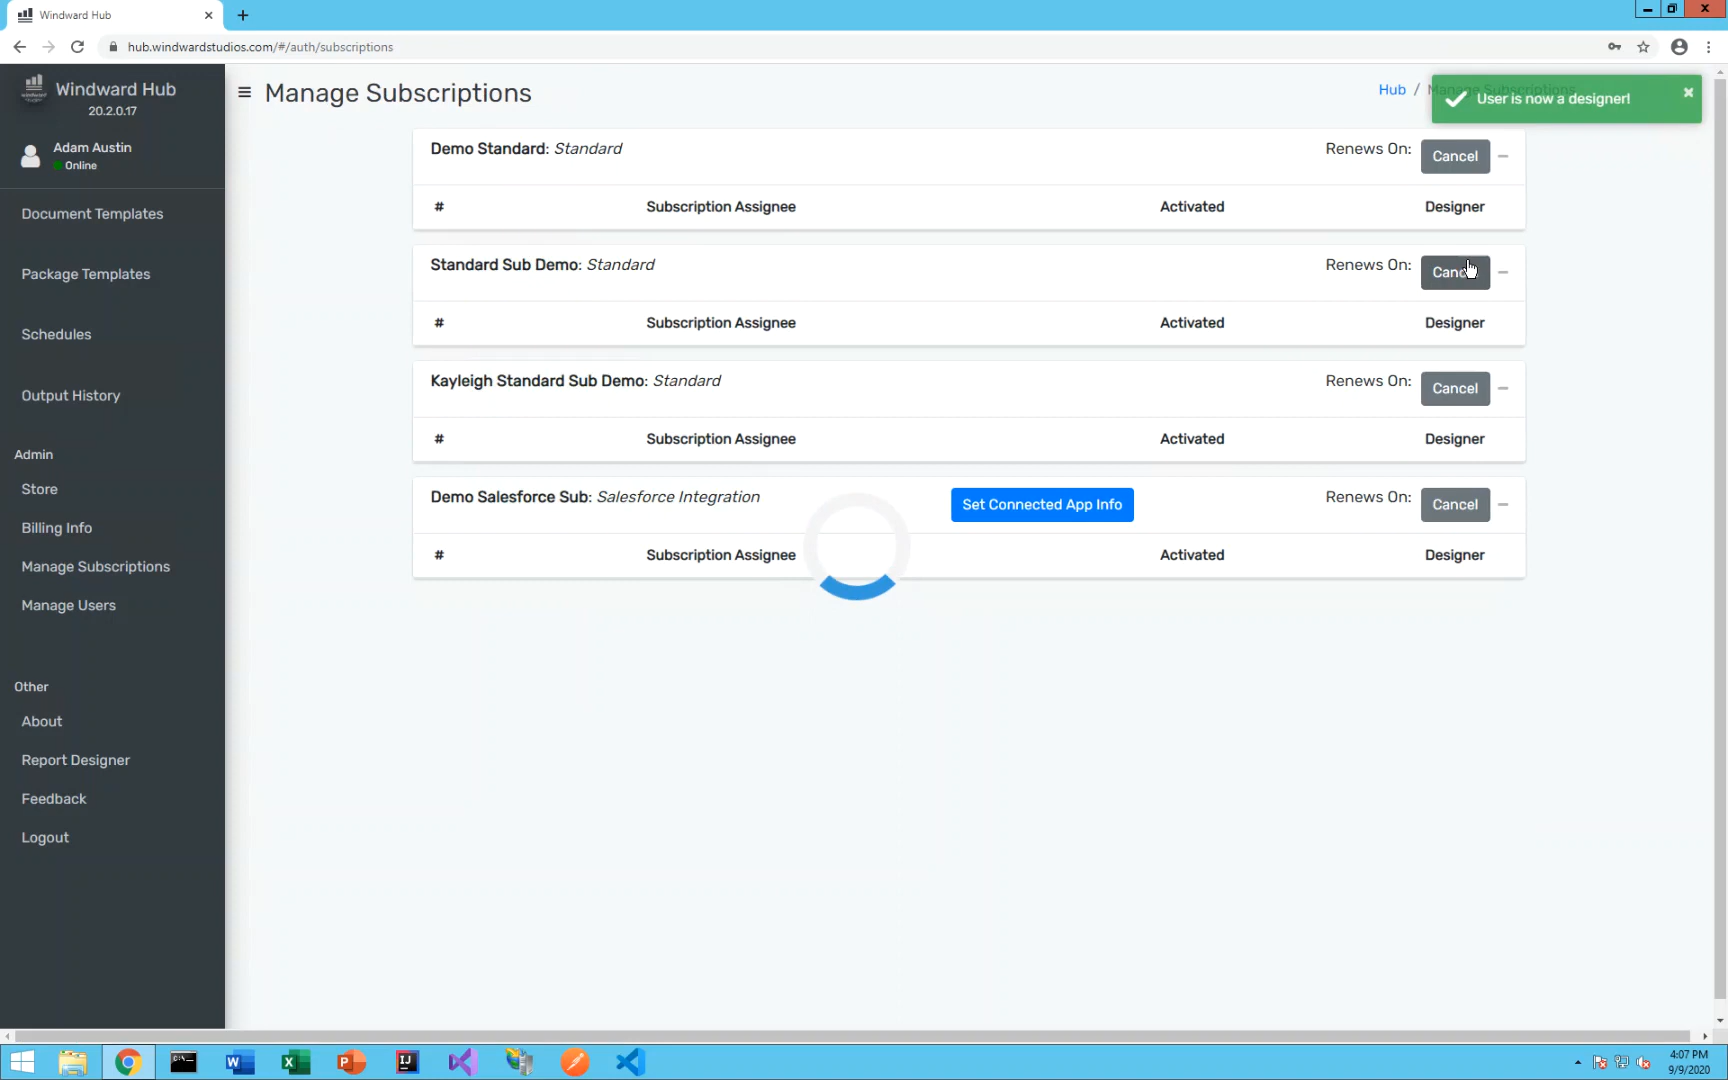 Windward Hub
hub.windwardstudios.com/#/auth/subscriptions
Windward Hub
20.2.0.17
Adam Austin
Online
Document Templates
Package Templates
Schedules
Output History
Admin
Store
Billing Info
Manage Subscriptions
Manage Users
Other
About
Report Designer
Feedback
Logout
Manage Subscriptions
Hub / Manage Subscriptions
User is now a designer!
Demo Standard: Standard
Renews On: Cancel
# Subscription Assignee Activated Designer
Standard Sub Demo: Standard
Renews On: Cancel
# Subscription Assignee Activated Designer
Kayleigh Standard Sub Demo: Standard
Renews On: Cancel
# Subscription Assignee Activated Designer
Demo Salesforce Sub: Salesforce Integration
Set Connected App Info
Renews On: Cancel
# Subscription Assignee Activated Designer
4:07 PM
9/9/2020